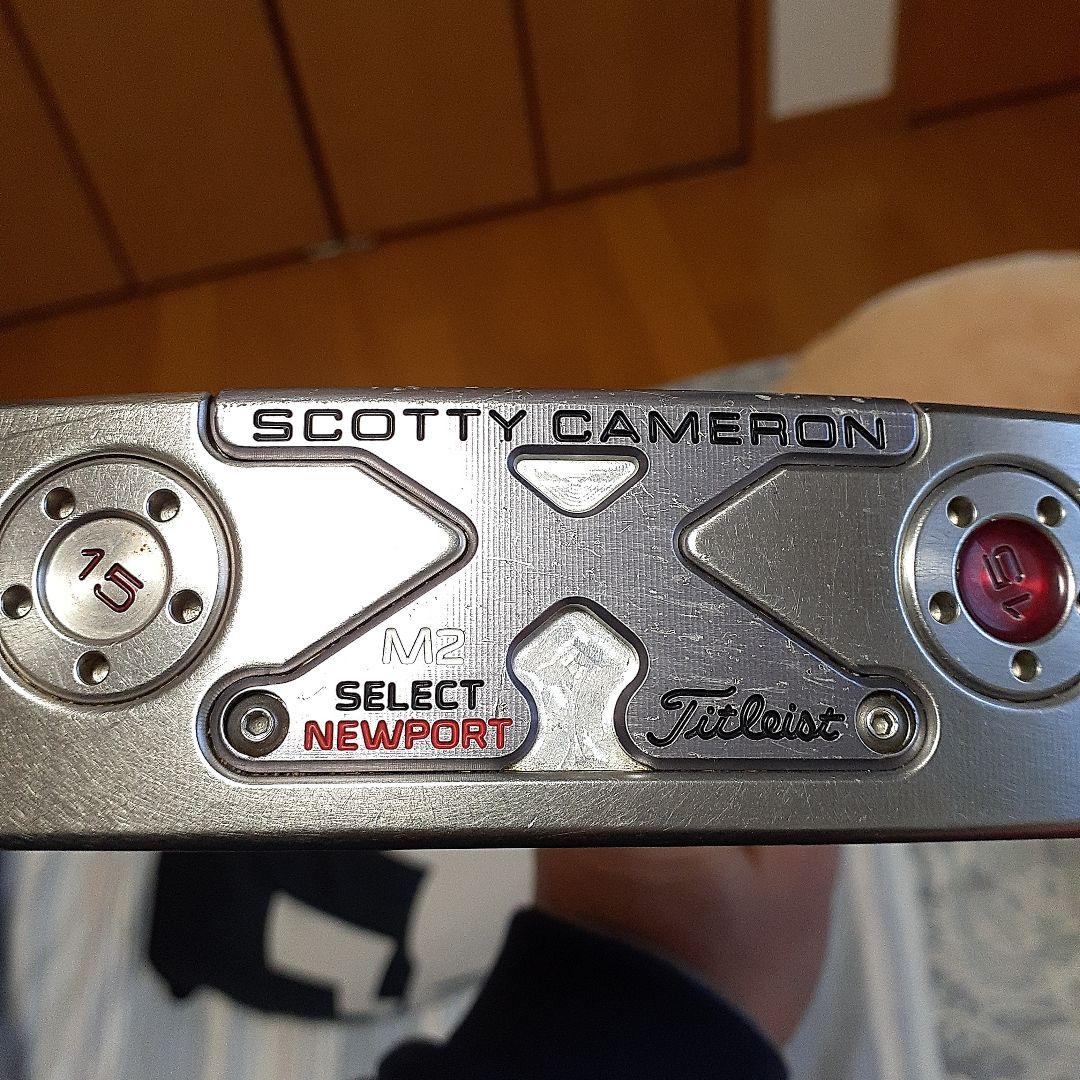 SCOTTY CAMERON
15
15
M2
SELECT
NEWPORT
Titleist